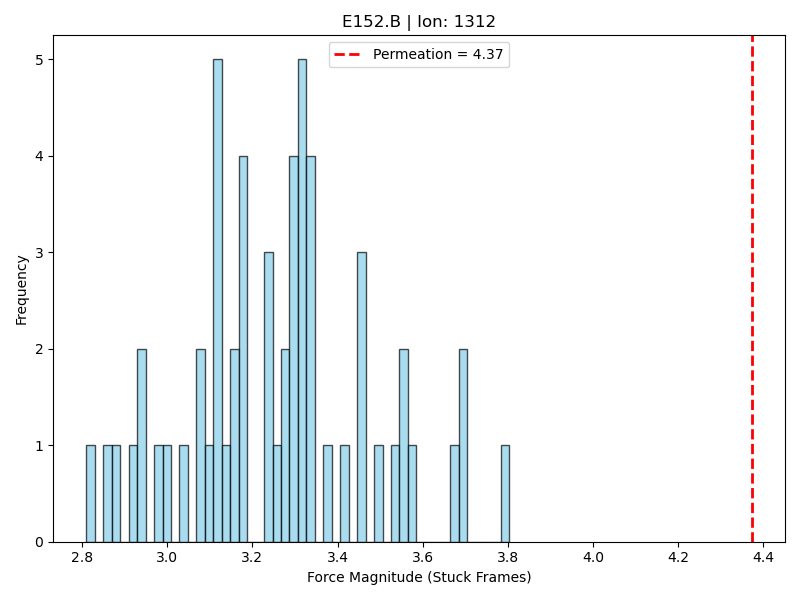 E152.B | Ion: 1312
Permeation = 4.37
5
4
3
2
1
0
Frequency
2.8 3.0 3.2 3.4 3.6 3.8 4.0 4.2 4.4
Force Magnitude (Stuck Frames)